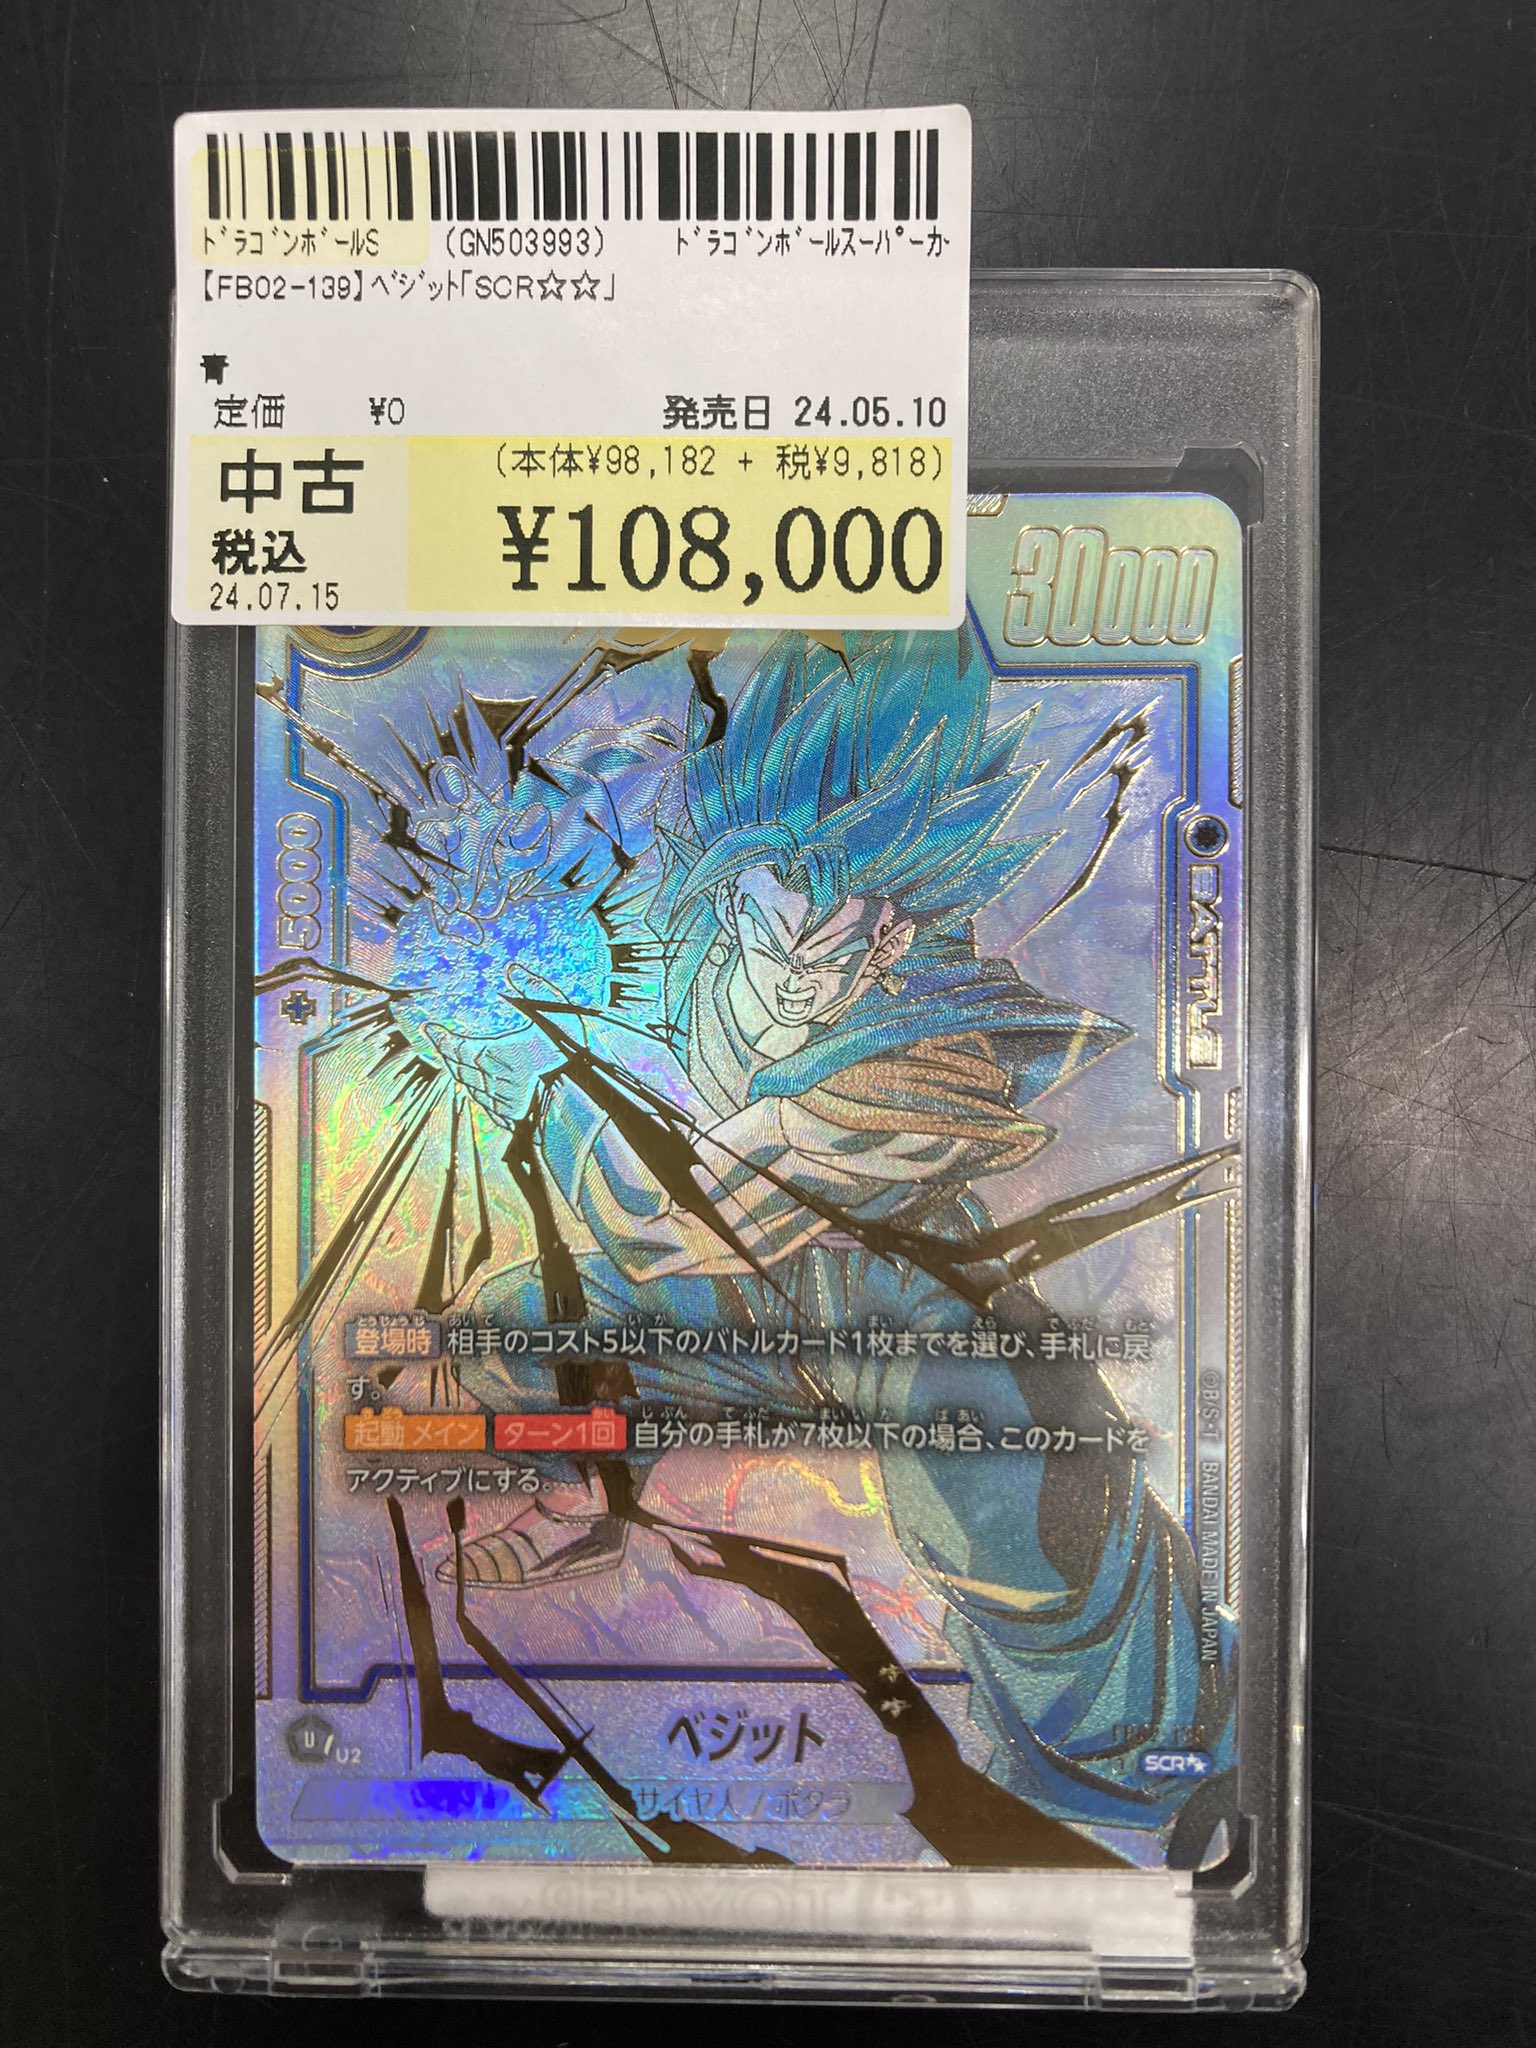 ﾄﾞﾗｺﾞﾝﾎﾞｰﾙS (GN503993) ﾄﾞﾗｺﾞﾝﾎﾞｰﾙｽｰﾊﾟｰｶ
【FB02-139】ﾍﾞｼﾞｯﾄ｢SCR☆☆｣
青
定価 ¥0 発売日 24.05.10
中古 (本体¥98,182 + 税¥9,818)
税込 ¥108,000
24.07.15
30000
+ 5000
BATTLE
登場時 相手のコスト5以下のバトルカード1枚までを選び、手札に戻
す。
起動メイン ターン1回 自分の手札が7枚以下の場合、このカードを
アクティブにする。
©B/S・T BANDAI MADE IN JAPAN
ベジット
U/02
SCR★★
サイヤ人/ポタラ